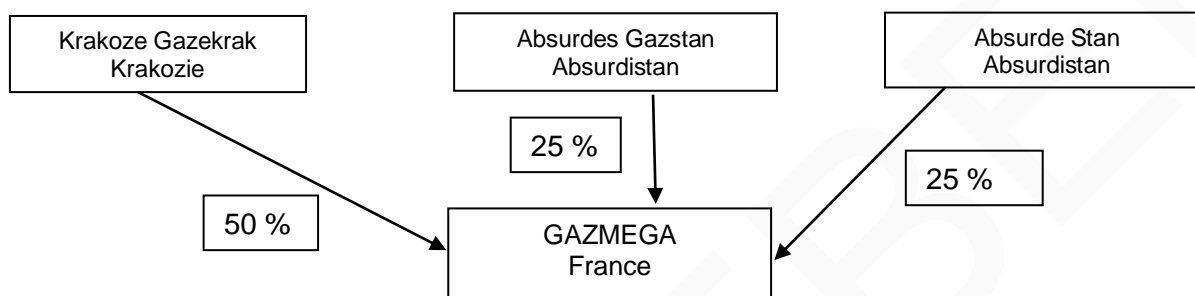 Krakoze Gazekrak
Krakozie
Absurdes Gazstan
Absurdistan
Absurde Stan
Absurdistan
25 %
25 %
50 %
GAZMEGA
France